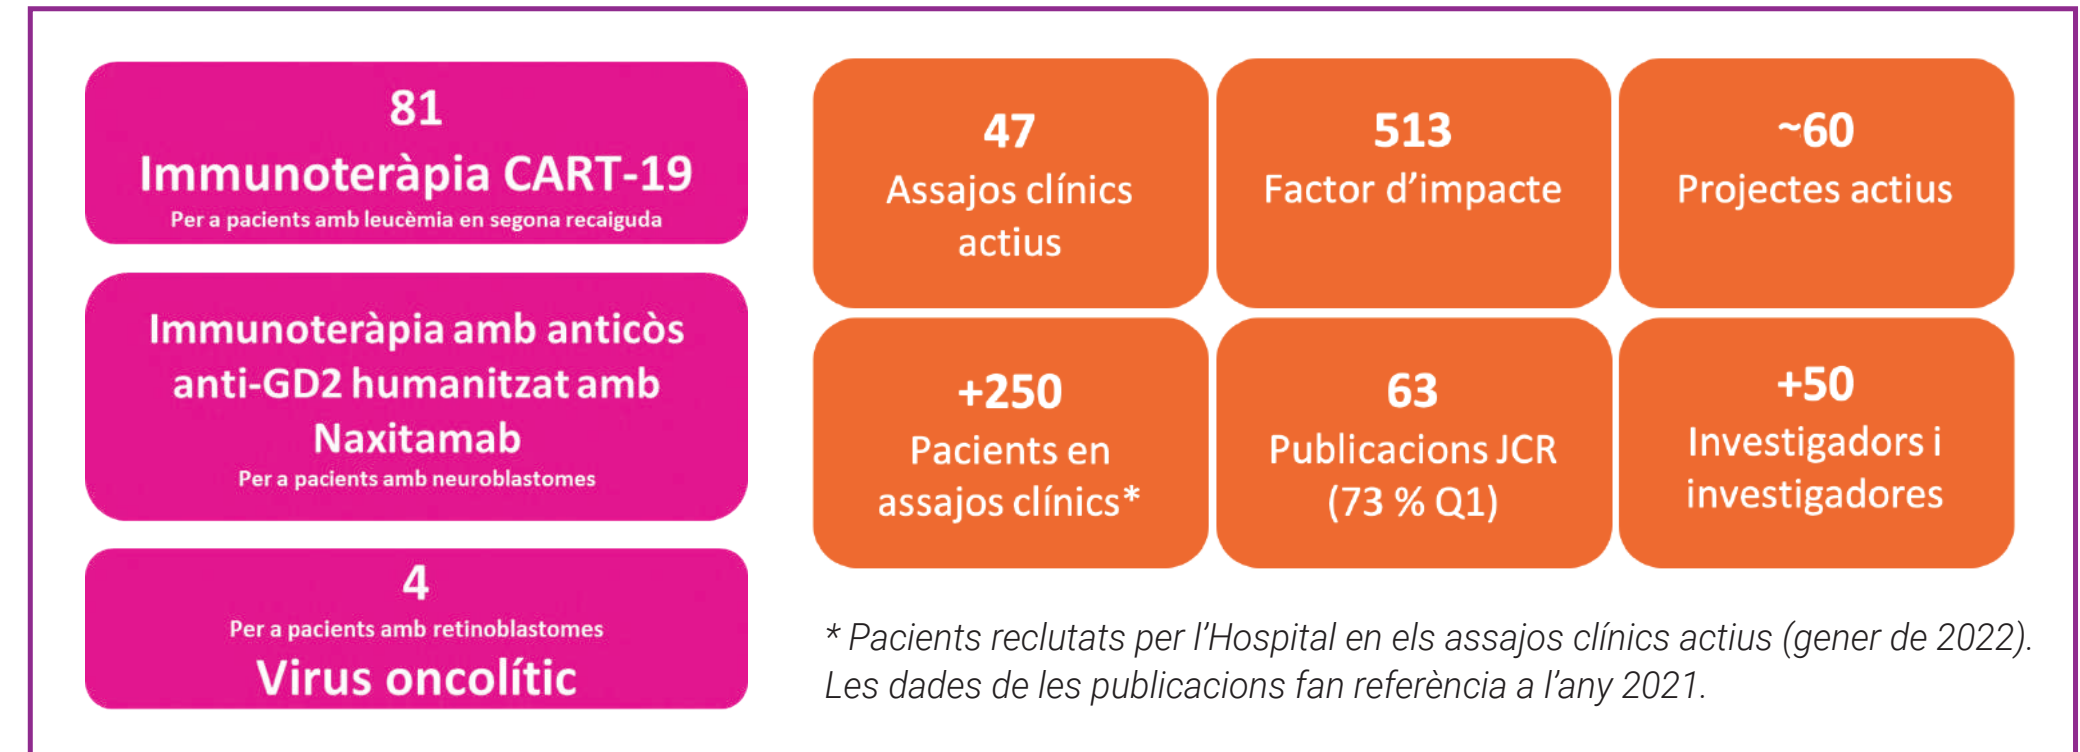 81
Immunoteràpia CART-19
Per a pacients amb leucèmia en segona recaiguda
Immunoteràpia amb anticòs
anti-GD2 humanitzat amb
Naxitamab
Per a pacients amb neuroblastomes
4
Per a pacients amb retinoblastomes
Virus oncolític
47
Assajos clínics
actius
513
Factor d’impacte
~60
Projectes actius
+250
Pacients en
assajos clínics*
63
Publicacions JCR
(73 % Q1)
+50
Investigadors i
investigadores
* Pacients reclutats per l’Hospital en els assajos clínics actius (gener de 2022).
Les dades de les publicacions fan referència a l’any 2021.